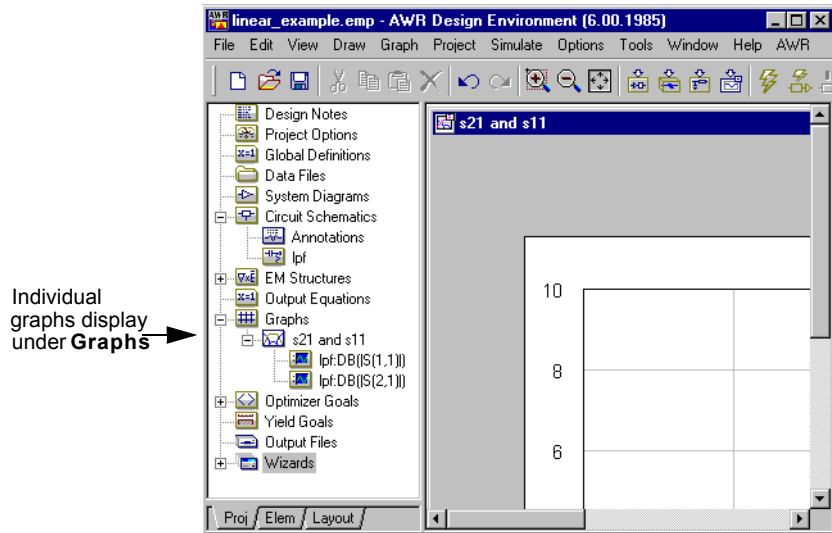 linear_example.emp - AWR Design Environment (6.00.1985)
File Edit View Draw Graph Project Simulate Options Tools Window Help AWR
Design Notes
Project Options
Global Definitions
Data Files
System Diagrams
Circuit Schematics
Annotations
lpf
EM Structures
Output Equations
Graphs
s21 and s11
lpf:DB(|S(1,1)|)
lpf:DB(|S(2,1)|)
Optimizer Goals
Yield Goals
Output Files
Wizards
Proj / Elem / Layout /
Individual
graphs display
under Graphs
s21 and s11
10
8
6